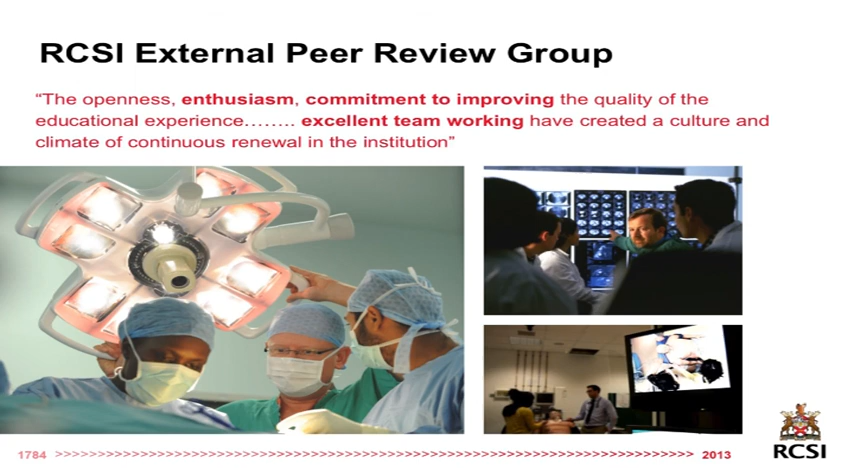 RCSI External Peer Review Group
“The openness, enthusiasm, commitment to improving the quality of the
educational experience…….. excellent team working have created a culture and
climate of continuous renewal in the institution”
1784 >>>>>>>>>>>>>>>>>>>>>>>>>>>>>>>>>>>>>>>>>>>>>>>>>>>>>>>>>>>>>>>>>>>>>>>>>>>>>>> 2013
RCSI